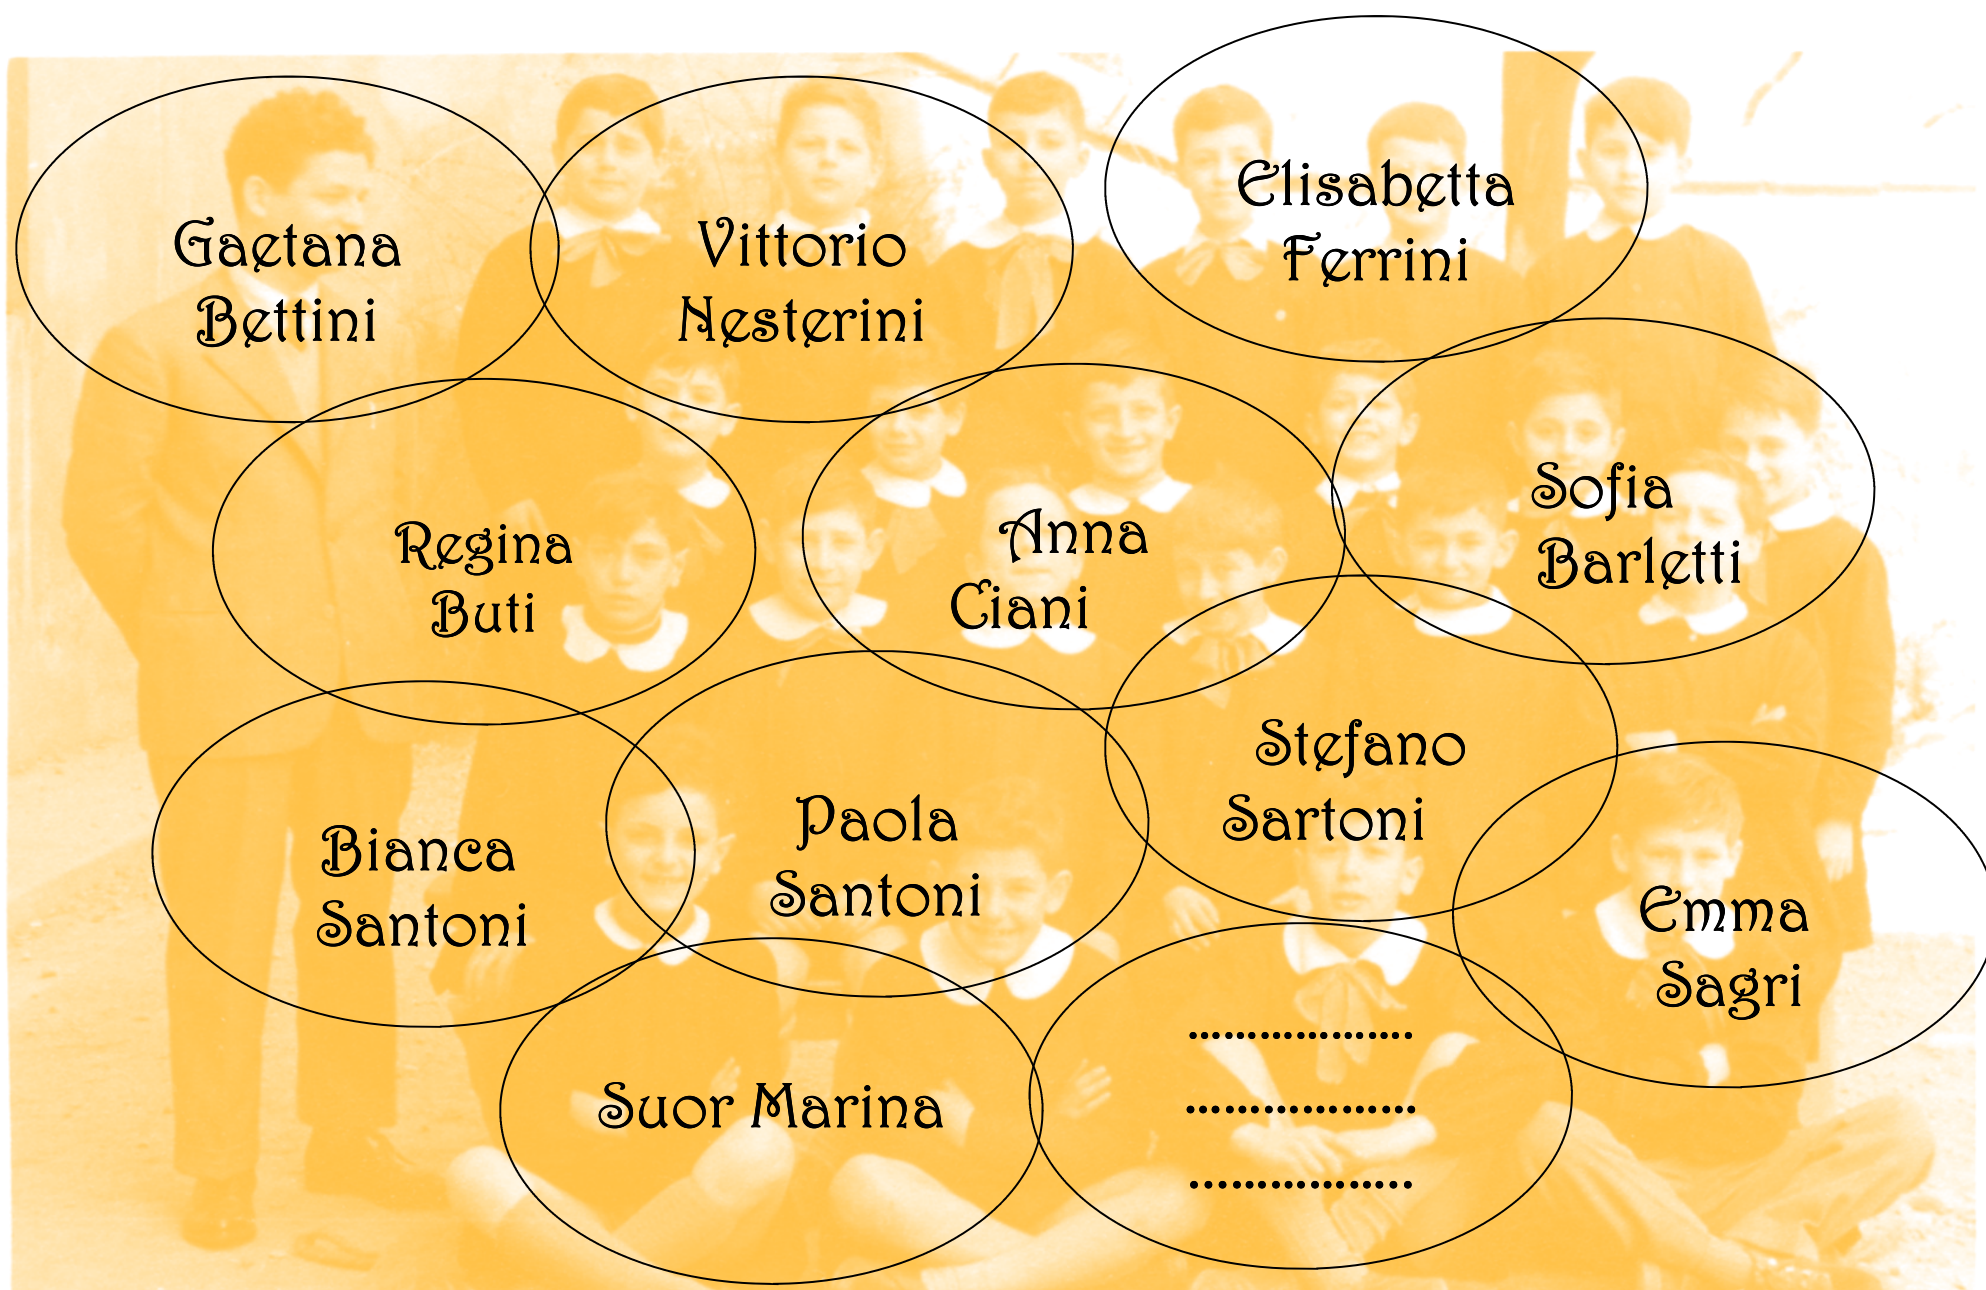 Gaetana
Bettini
Vittorio
Nesterini
Elisabetta
Ferrini
Regina
Buti
Anna
Ciani
Sofia
Barletti
Bianca
Santoni
Paola
Santoni
Stefano
Sartoni
Emma
Sagri
Suor Marina
...................
...................
...................